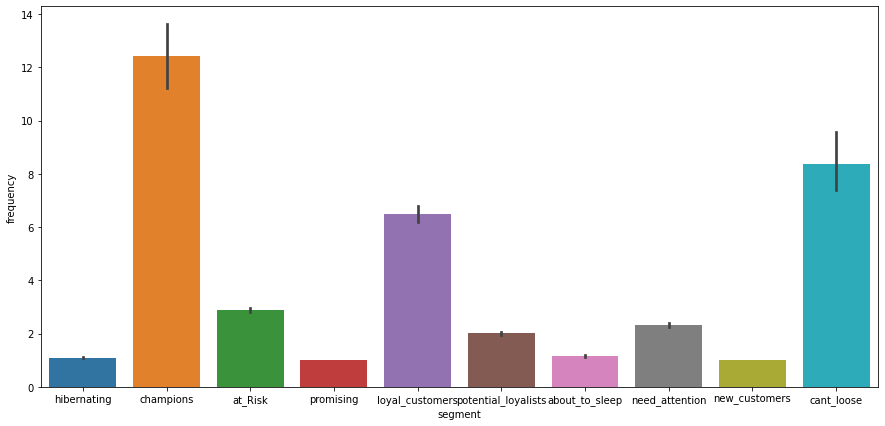 14
12
10
8
6
4
2
0
frequency
hibernating champions at_Risk promising loyal_customers potential_loyalists about_to_sleep need_attention new_customers cant_loose
segment